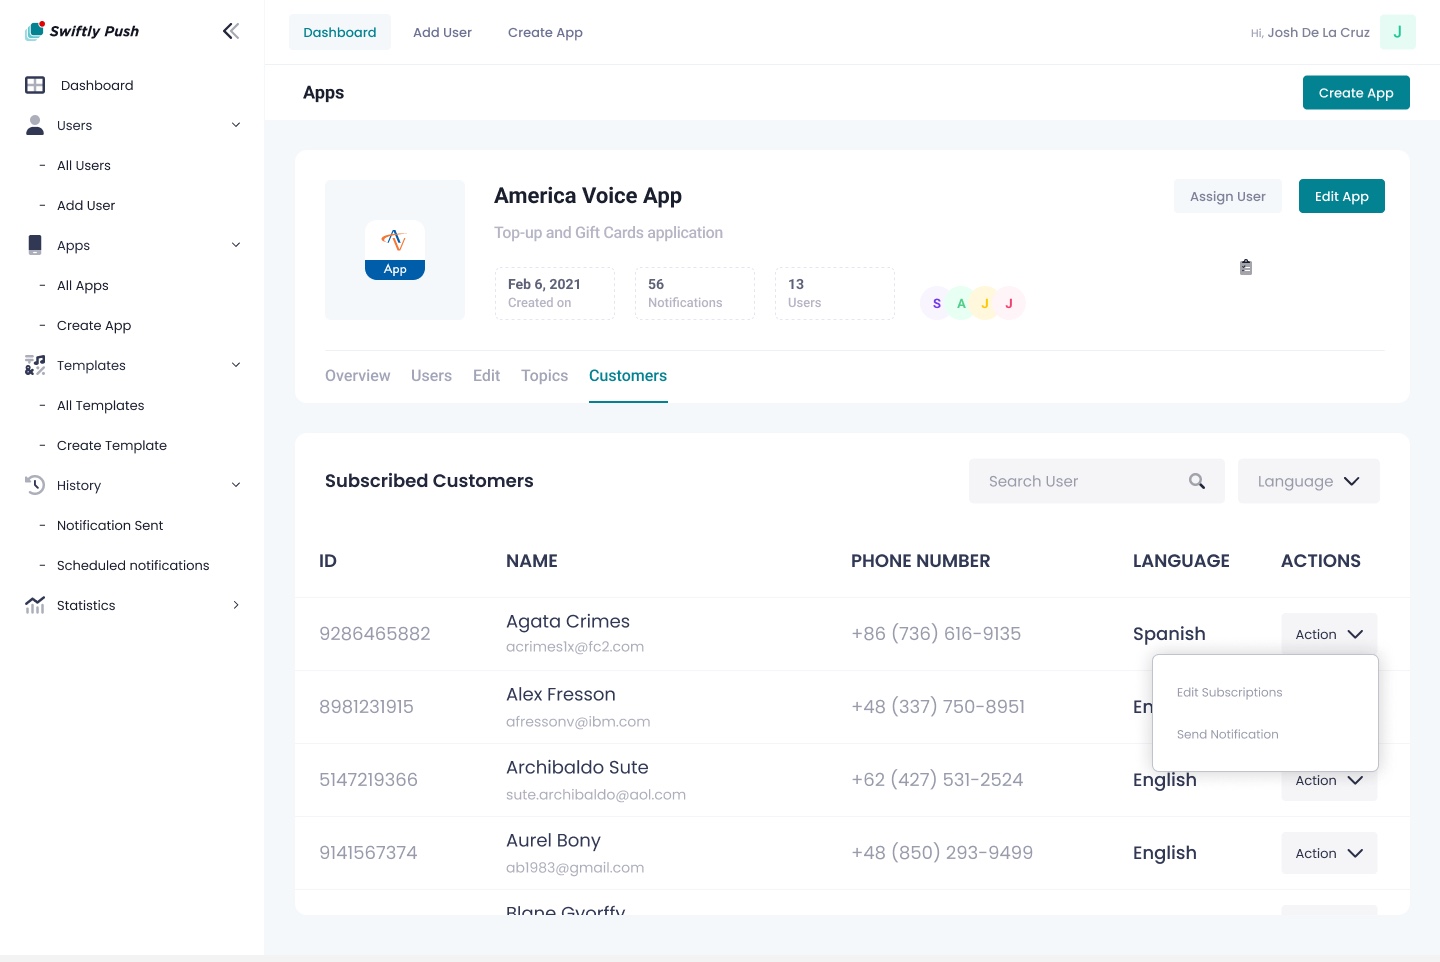 Swiftly Push
Dashboard
Users
- All Users
- Add User
Apps
- All Apps
- Create App
Templates
- All Templates
- Create Template
History
- Notification Sent
- Scheduled notifications
Statistics
Dashboard Add User Create App
Hi, Josh De La Cruz J
Apps
Create App
App
America Voice App
Top-up and Gift Cards application
Assign User Edit App
Feb 6, 2021
Created on
56
Notifications
13
Users
S A J J
Overview Users Edit Topics Customers
Subscribed Customers
Search User
Language
ID NAME PHONE NUMBER LANGUAGE ACTIONS
9286465882 Agata Crimes +86 (736) 616-9135 Spanish Action
acrimes1x@fc2.com
Edit Subscriptions
Send Notification
8981231915 Alex Fresson +48 (337) 750-8951 En
afressonv@ibm.com
5147219366 Archibaldo Sute +62 (427) 531-2524 English Action
sute.archibaldo@aol.com
9141567374 Aurel Bony +48 (850) 293-9499 English Action
ab1983@gmail.com
Blane Gyorffy